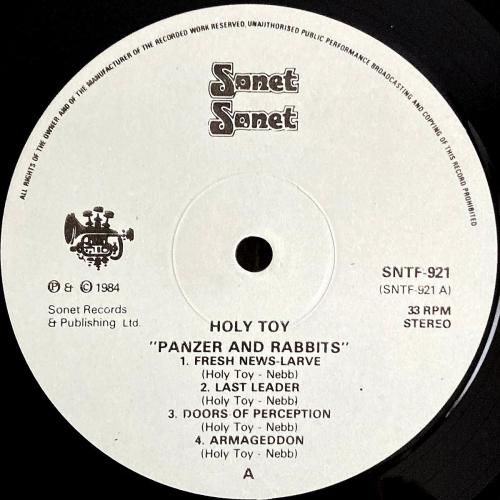 ALL RIGHTS OF THE OWNER AND OF THE MANUFACTURER OF THE RECORDED WORK RESERVED, UNAUTHORISED PUBLIC PERFORMANCE BROADCASTING AND COPYING OF THIS RECORD PROHIBITED
Sonet
Sonet
SNTF-921
(SNTF-921 A)
℗ & © 1984
33 RPM
STEREO
Sonet Records
& Publishing Ltd.
HOLY TOY
"PANZER AND RABBITS"
1. FRESH NEWS-LARVE
(Holy Toy - Nebb)
2. LAST LEADER
(Holy Toy - Nebb)
3. DOORS OF PERCEPTION
(Holy Toy - Nebb)
4. ARMAGEDDON
(Holy Toy - Nebb)
A